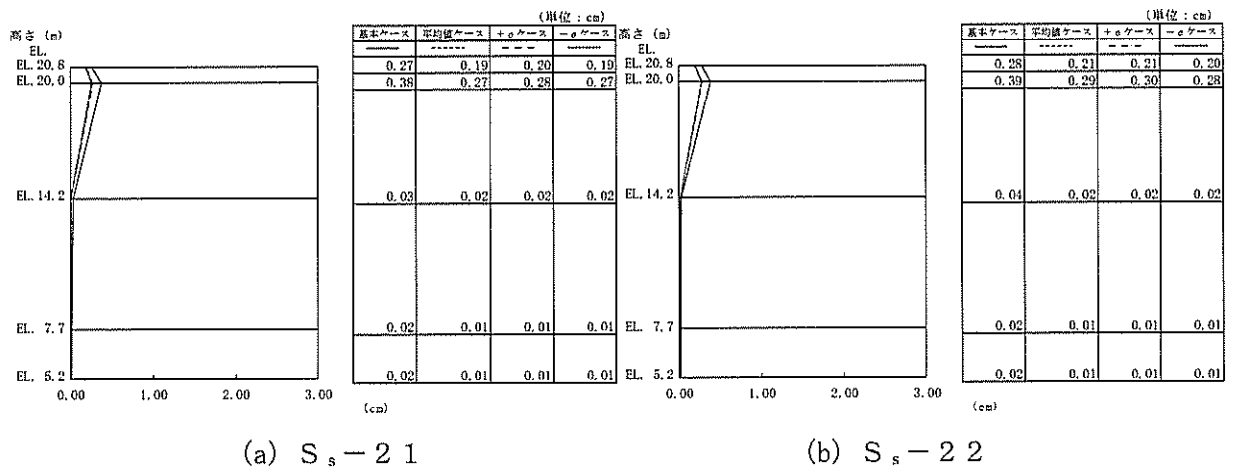 (単位：cm)
高さ (m)
EL.
基本ケース 平均値ケース +σケース -σケース
EL. 20.8 0.27 0.19 0.20 0.19
EL. 20.0 0.38 0.27 0.28 0.27
EL. 14.2 0.03 0.02 0.02 0.02
EL. 7.7 0.02 0.01 0.01 0.01
EL. 5.2 0.02 0.01 0.01 0.01
0.00 1.00 2.00 3.00
(cm)
(a) Ss-21
(単位：cm)
高さ (m)
EL.
基本ケース 平均値ケース +σケース -σケース
EL. 20.8 0.28 0.21 0.21 0.20
EL. 20.0 0.39 0.29 0.30 0.28
EL. 14.2 0.04 0.02 0.02 0.02
EL. 7.7 0.02 0.01 0.01 0.01
EL. 5.2 0.02 0.01 0.01 0.01
0.00 1.00 2.00 3.00
(cm)
(b) Ss-22